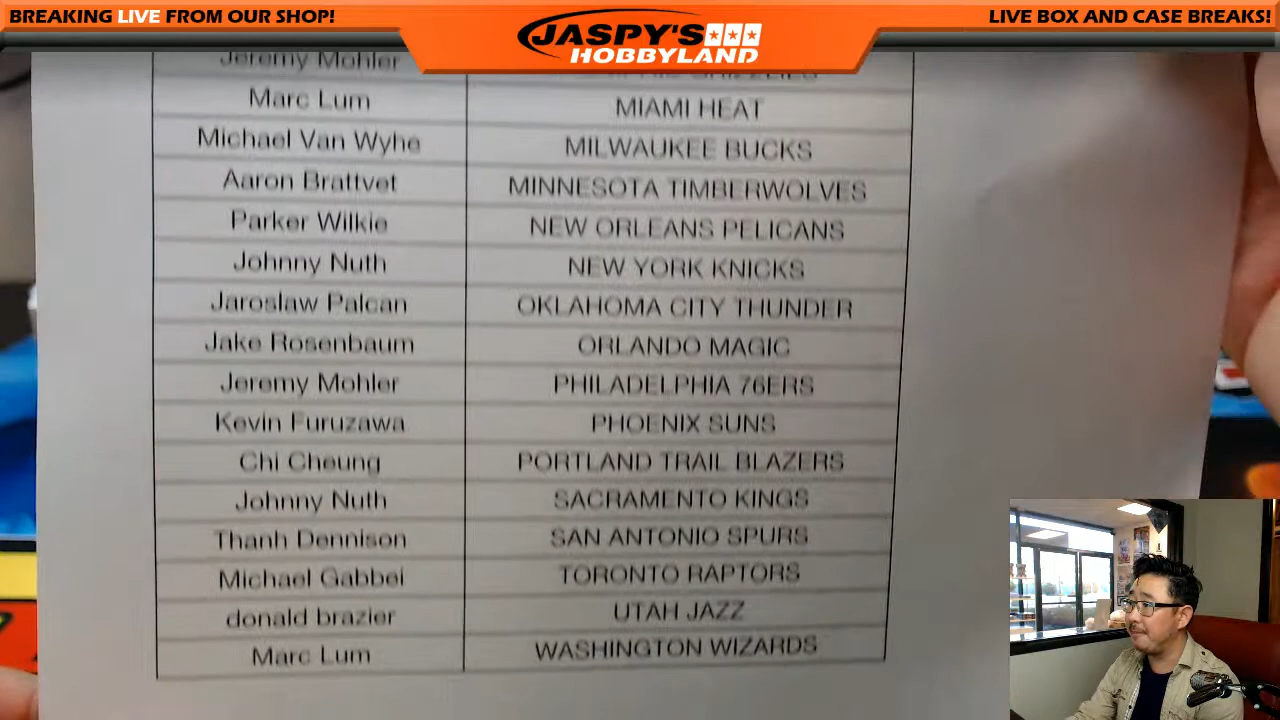 BREAKING LIVE FROM OUR SHOP!
JASPY'S
HOBBYLAND
LIVE BOX AND CASE BREAKS!
Jeremy Mohler GRIZZLIES
Marc Lum MIAMI HEAT
Michael Van Wyhe MILWAUKEE BUCKS
Aaron Brattvet MINNESOTA TIMBERWOLVES
Parker Wilkie NEW ORLEANS PELICANS
Johnny Nuth NEW YORK KNICKS
Jaroslaw Palcan OKLAHOMA CITY THUNDER
Jake Rosenbaum ORLANDO MAGIC
Jeremy Mohler PHILADELPHIA 76ERS
Kevin Furuzawa PHOENIX SUNS
Chi Cheung PORTLAND TRAIL BLAZERS
Johnny Nuth SACRAMENTO KINGS
Thanh Dennison SAN ANTONIO SPURS
Michael Gabbei TORONTO RAPTORS
donald brazier UTAH JAZZ
Marc Lum WASHINGTON WIZARDS